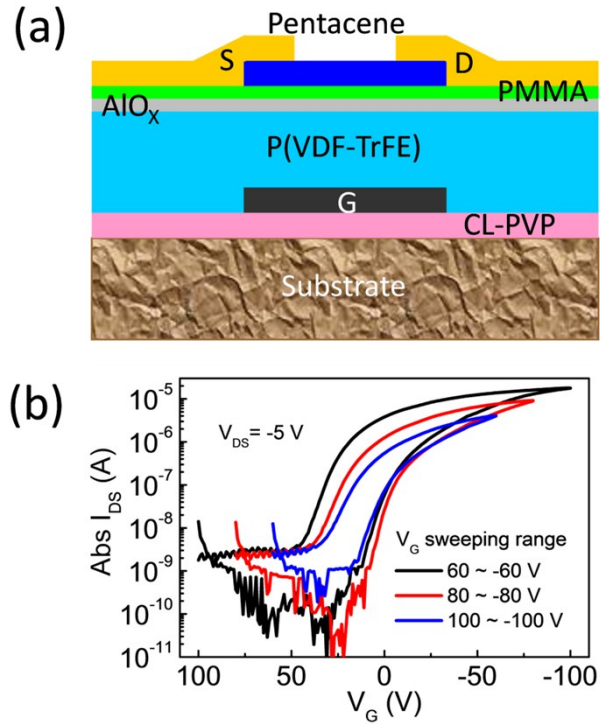 (a)
Pentacene
S
D
PMMA
AlOX
P(VDF-TrFE)
G
CL-PVP
Substrate
(b)
10-5
10-6
10-7
10-8
10-9
10-10
10-11
Abs IDS (A)
VDS= -5 V
VG sweeping range
60 ~ -60 V
80 ~ -80 V
100 ~ -100 V
100 50 0 -50 -100
VG (V)